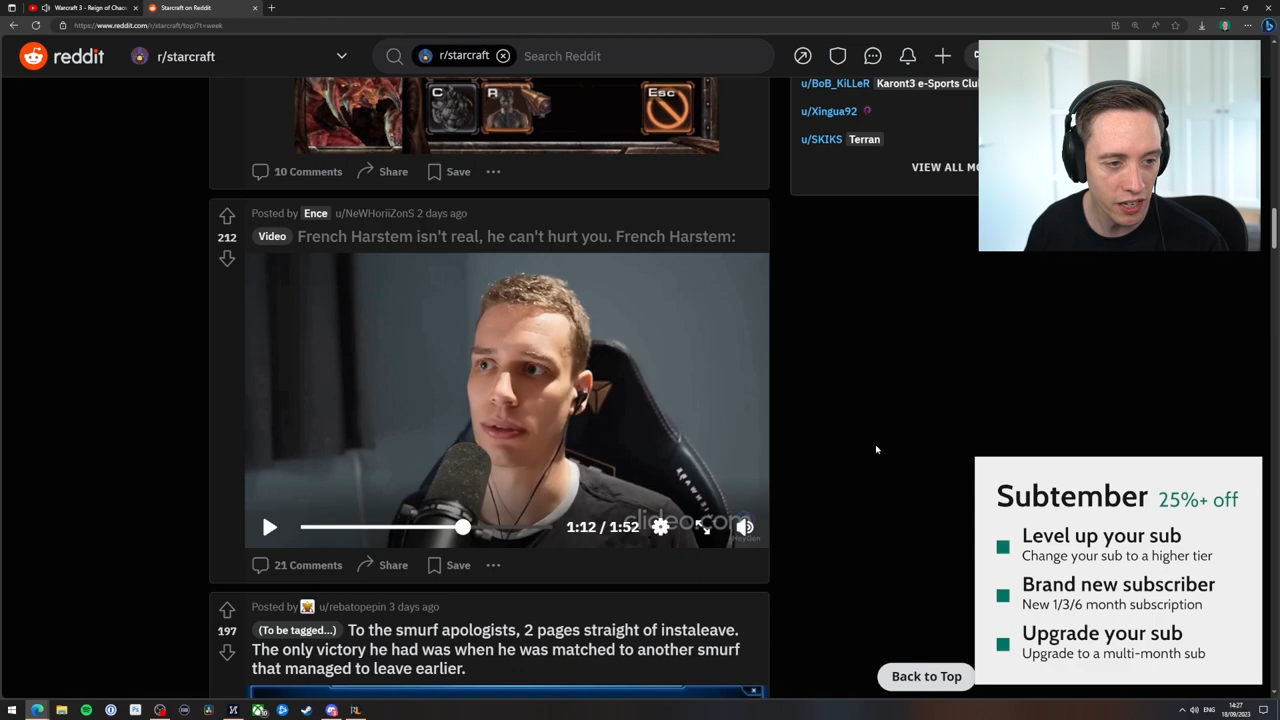 Warcraft 3 - Reign of Chao
Starcraft on Reddit
https://www.reddit.com/r/starcraft/top/?t=week
reddit
r/starcraft
r/starcraft
Search Reddit
C
R
Esc
10 Comments
Share
Save
u/BoB_KiLLeR Karont3 e-Sports Clu
u/Xingua92
u/SKIKS Terran
VIEW ALL MO
Posted by Ence u/NeWHoriiZonS 2 days ago
212
Video French Harstem isn't real, he can't hurt you. French Harstem:
1:12 / 1:52
clideo.com
HeyGen
21 Comments
Share
Save
Posted by u/rebatopepin 3 days ago
197
(To be tagged...) To the smurf apologists, 2 pages straight of instaleave.
The only victory he had was when he was matched to another smurf
that managed to leave earlier.
Back to Top
Subtember 25%+ off
Level up your sub
Change your sub to a higher tier
Brand new subscriber
New 1/3/6 month subscription
Upgrade your sub
Upgrade to a multi-month sub
ENG
14:27
18/09/2023